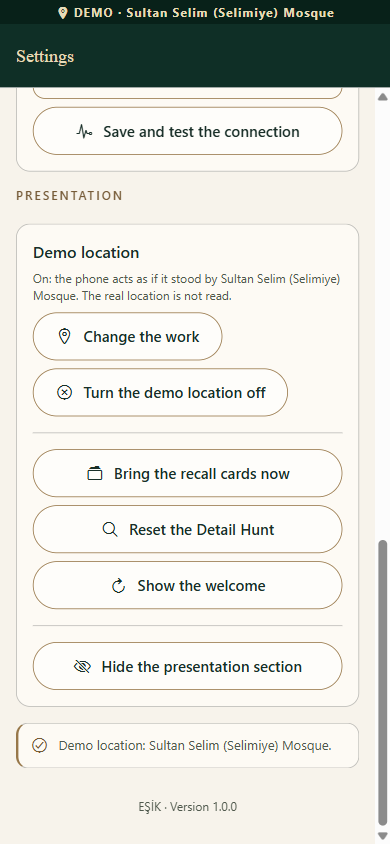 DEMO · Sultan Selim (Selimiye) Mosque
Settings
Save and test the connection
PRESENTATION
Demo location
On: the phone acts as if it stood by Sultan Selim (Selimiye)
Mosque. The real location is not read.
Change the work
Turn the demo location off
Bring the recall cards now
Reset the Detail Hunt
Show the welcome
Hide the presentation section
Demo location: Sultan Selim (Selimiye) Mosque.
EŞİK · Version 1.0.0